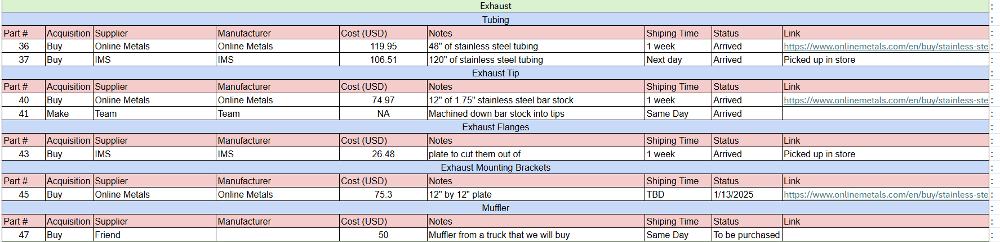 Exhaust :
Tubing :
Part # Acquisition Supplier Manufacturer Cost (USD) Notes Shiping Time Status Link :
36 Buy Online Metals Online Metals 119.95 48" of stainless steel tubing 1 week Arrived https://www.onlinemetals.com/en/buy/stainless-ste :
37 Buy IMS IMS 106.51 120" of stainless steel tubing Next day Arrived Picked up in store :
Exhaust Tip :
Part # Acquisition Supplier Manufacturer Cost (USD) Notes Shiping Time Status Link :
40 Buy Online Metals Online Metals 74.97 12" of 1.75" stainless steel bar stock 1 week Arrived https://www.onlinemetals.com/en/buy/stainless-ste :
41 Make Team Team NA Machined down bar stock into tips Same Day Arrived :
Exhaust Flanges :
Part # Acquisition Supplier Manufacturer Cost (USD) Notes Shiping Time Status Link :
43 Buy IMS IMS 26.48 plate to cut them out of 1 week Arrived Picked up in store :
Exhaust Mounting Brackets :
Part # Acquisition Supplier Manufacturer Cost (USD) Notes Shiping Time Status Link :
45 Buy Online Metals Online Metals 75.3 12" by 12" plate TBD 1/13/2025 https://www.onlinemetals.com/en/buy/stainless-ste :
Muffler :
Part # Acquisition Supplier Manufacturer Cost (USD) Notes Shiping Time Status Link :
47 Buy Friend 50 Muffler from a truck that we will buy Same Day To be purchased :